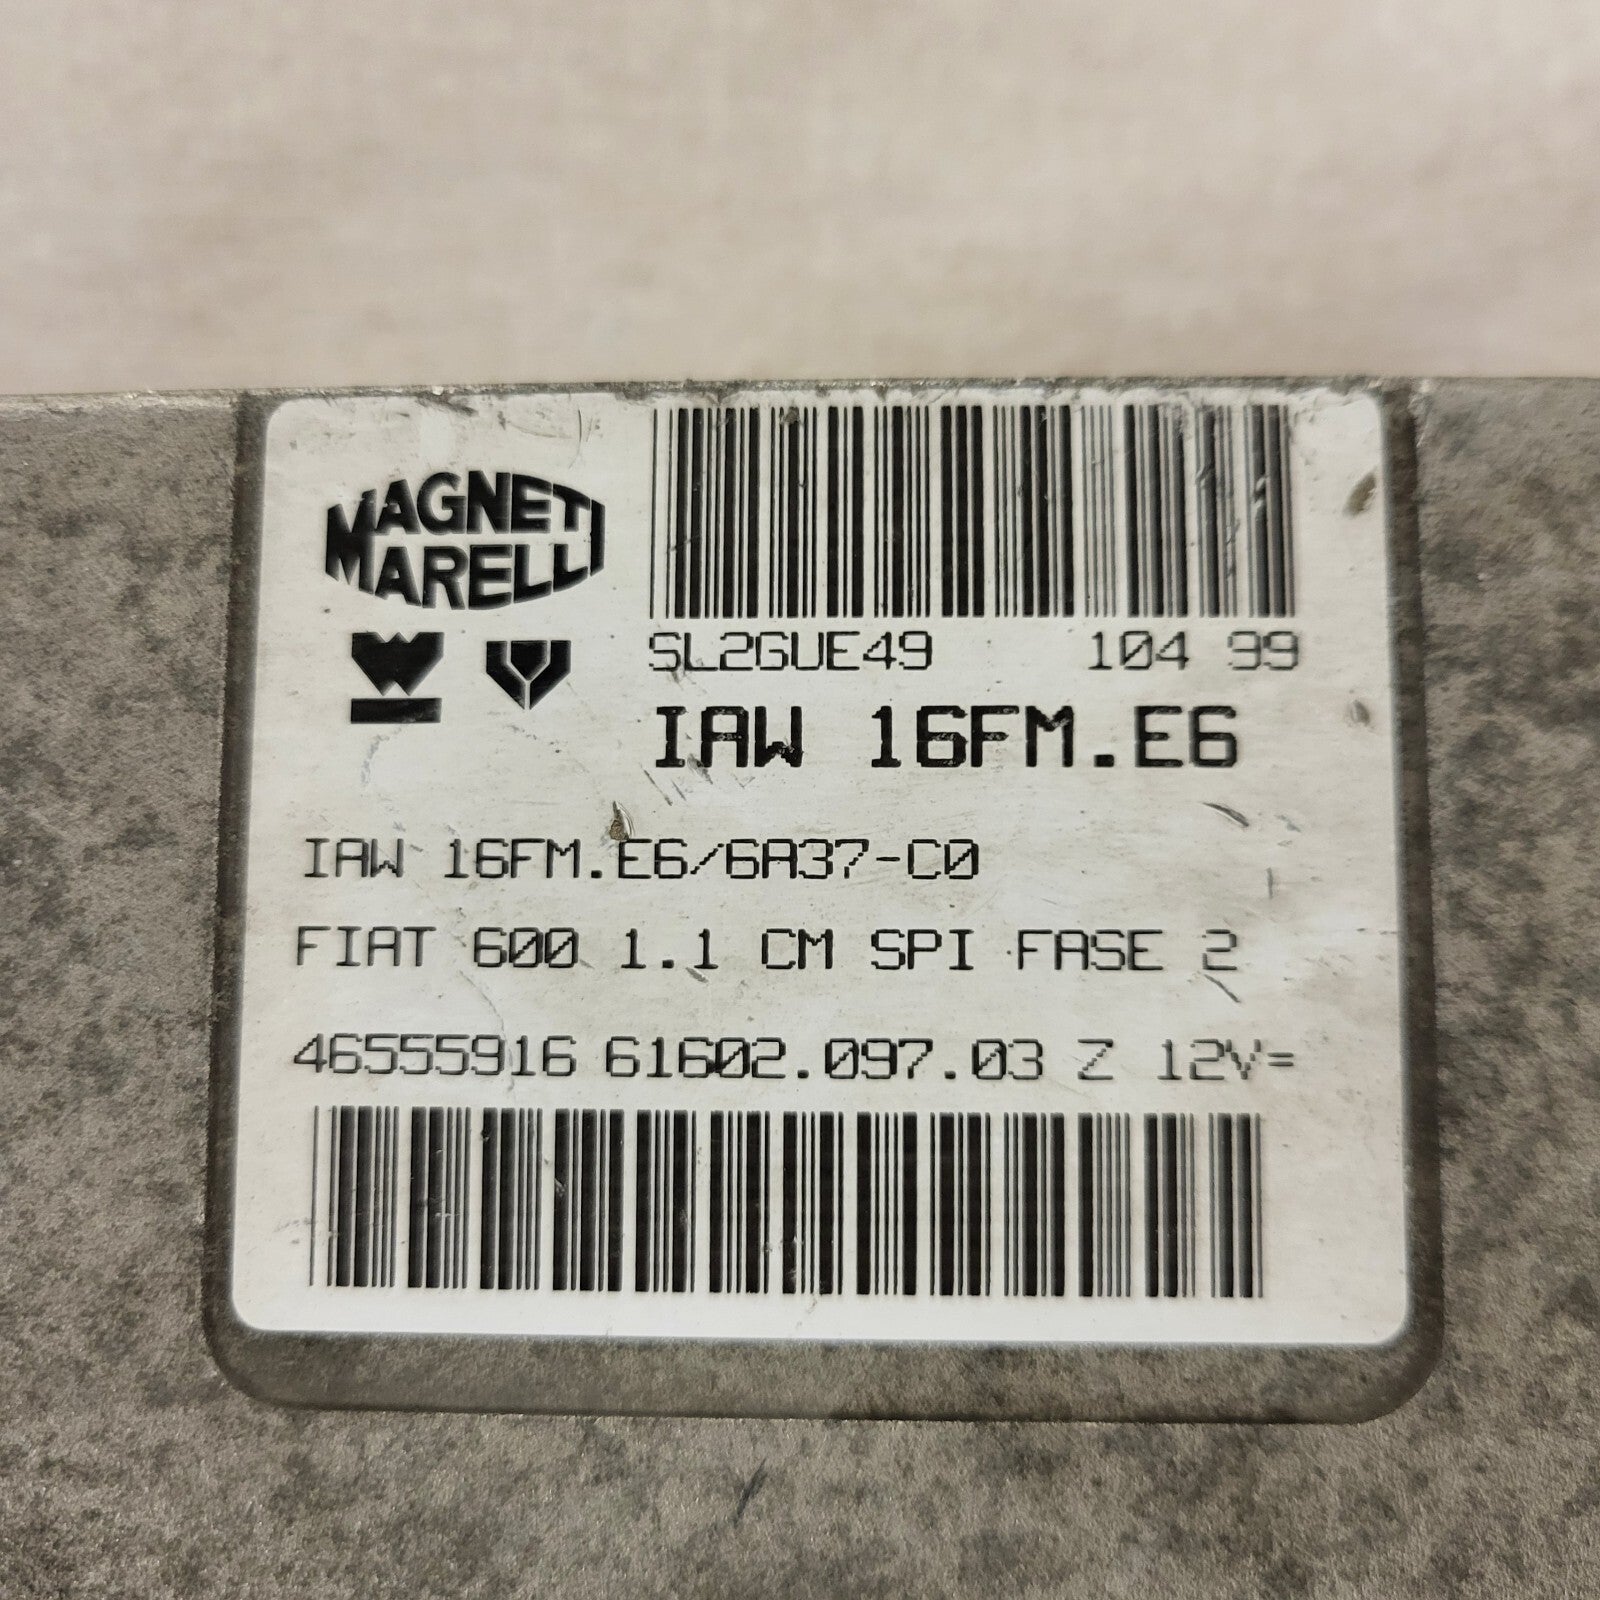 MAGNETI
MARELLI
SL2GUE49 104 99
IAW 16FM.E6
IAW 16FM.E6/6A37-C0
FIAT 600 1.1 CM SPI FASE 2
46555916 61602.097.03 Z 12V=